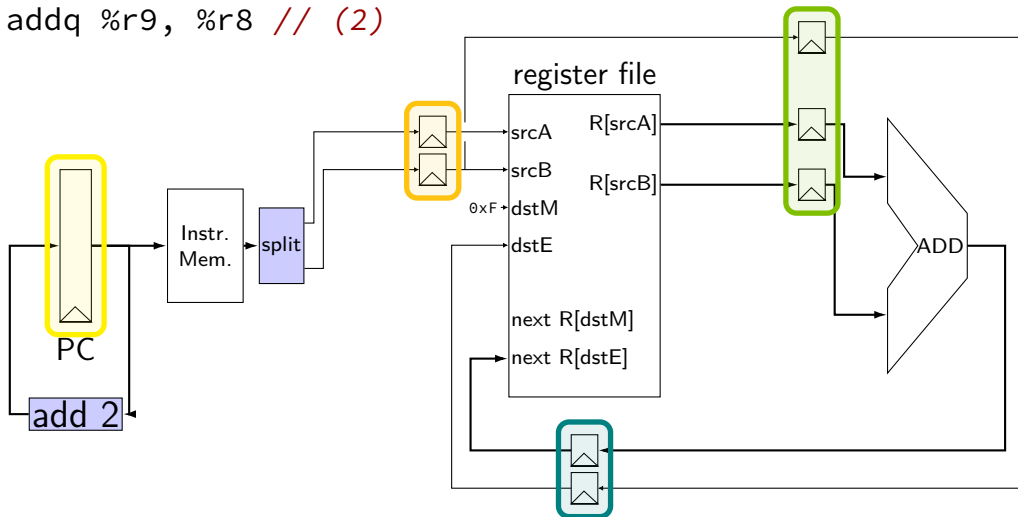 addq %r9, %r8 // (2)
register file
srcA
R[srcA]
srcB
R[srcB]
0xF
dstM
dstE
Instr.
Mem.
split
ADD
next R[dstM]
next R[dstE]
PC
add 2